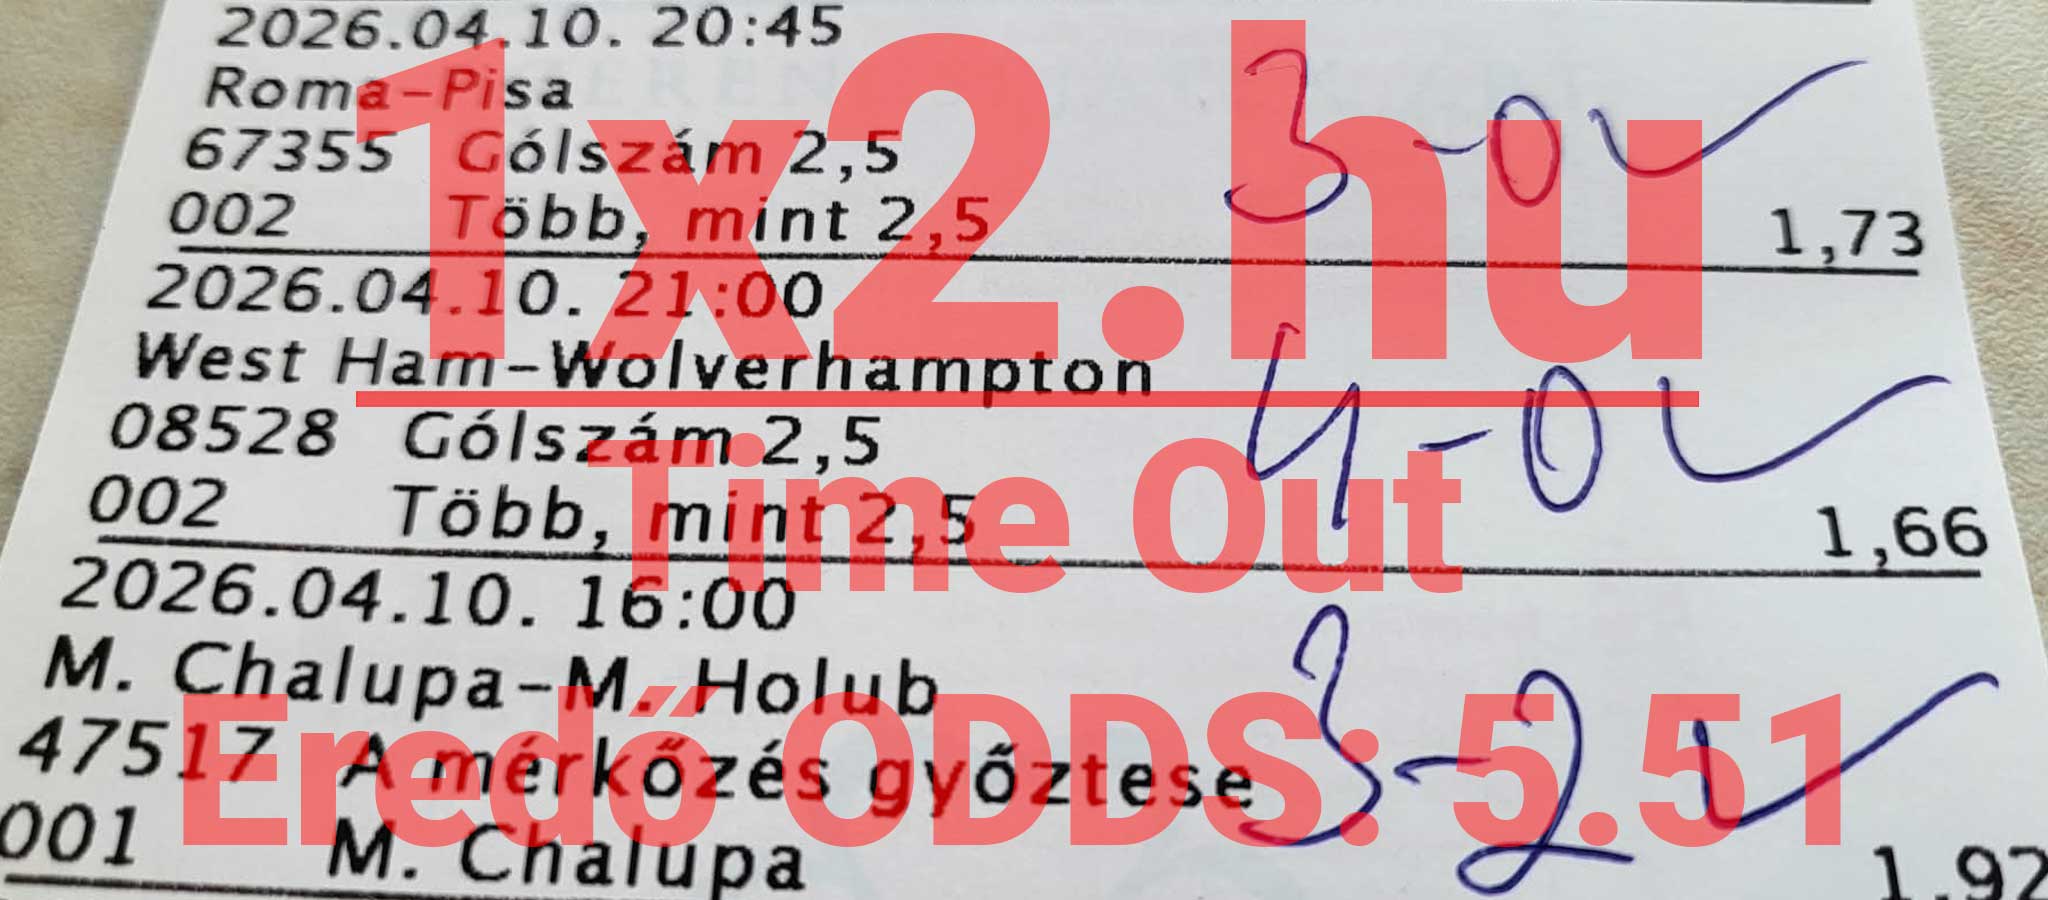 2026.04.10. 20:45
Roma-Pisa
67355 Gólszám 2,5
002 Több, mint 2,5 1,73
3-0
2026.04.10. 21:00
West Ham-Wolverhampton
08528 Gólszám 2,5
002 Több, mint 2,5 1,66
4-0
2026.04.10. 16:00
M. Chalupa-M. Holub
47517 A mérkőzés győztese
001 M. Chalupa 1,92
3-2
1x2.hu
Time Out
Eredő ODDS: 5.51